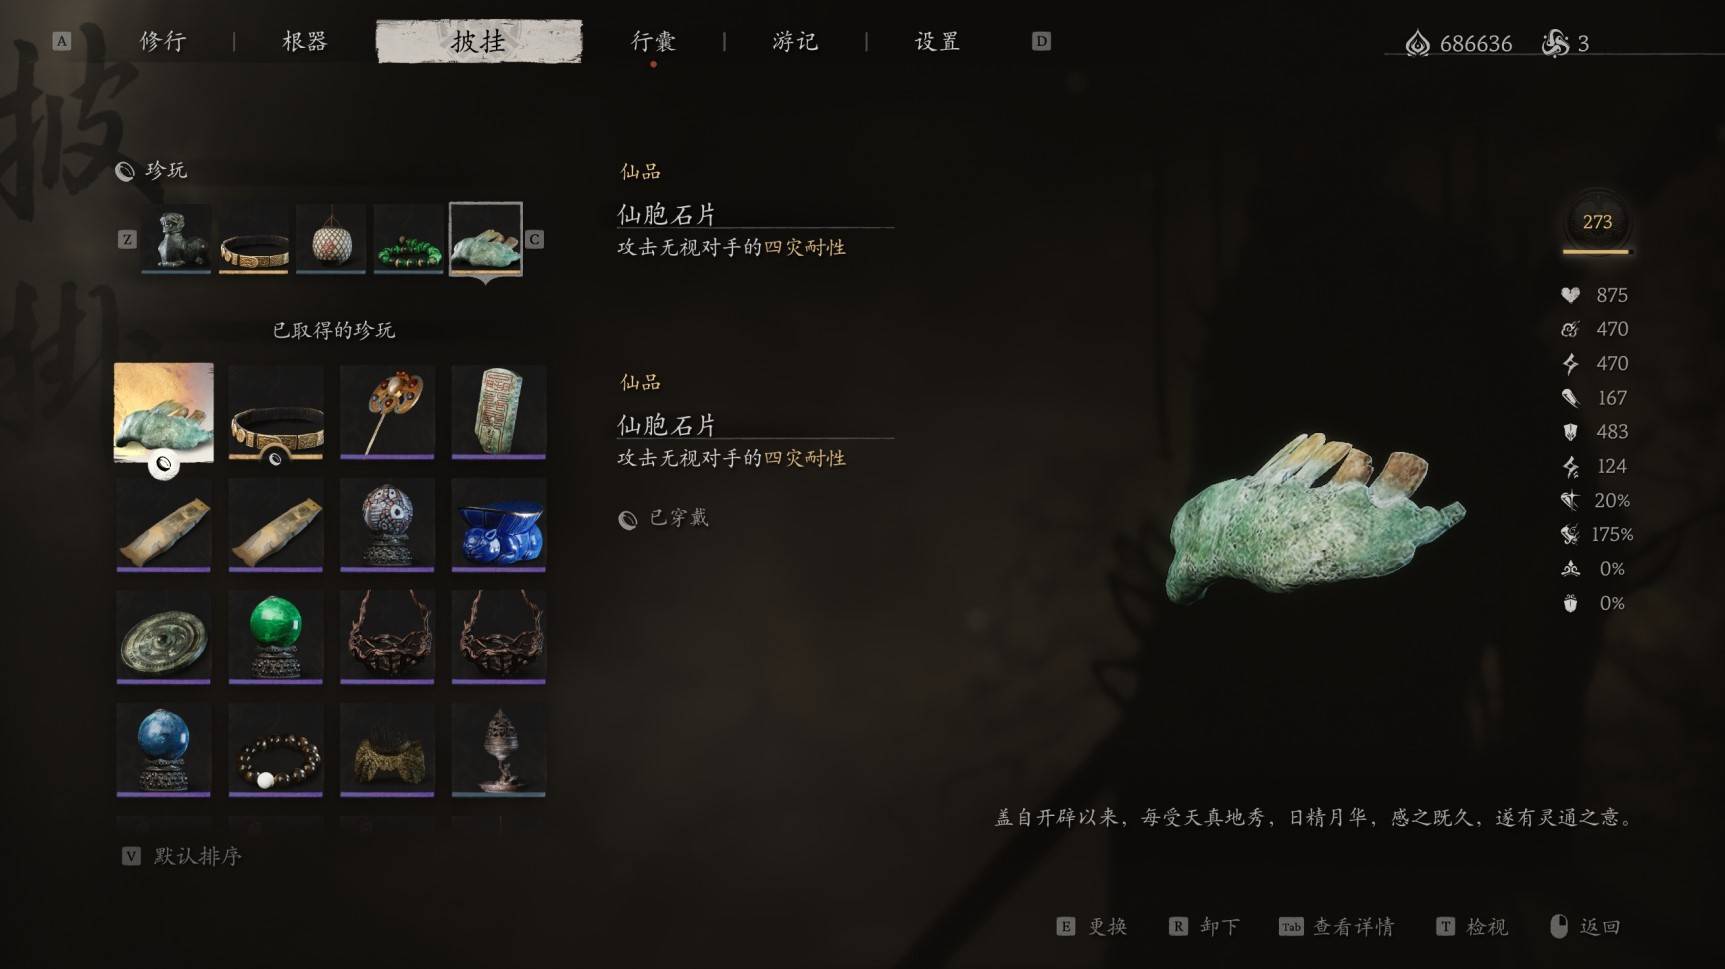 A 修行 | 根器 披挂 行囊 | 游记 | 设置 D
686636 3
披挂
珍玩
Z C
已取得的珍玩
V 默认排序
仙品
仙胞石片
攻击无视对手的四灾耐性
仙品
仙胞石片
攻击无视对手的四灾耐性
已穿戴
273
875
470
470
167
483
124
20%
175%
0%
0%
盖自开辟以来，每受天真地秀，日精月华，感之既久，遂有灵通之意。
E 更换 R 卸下 Tab 查看详情 T 检视 返回